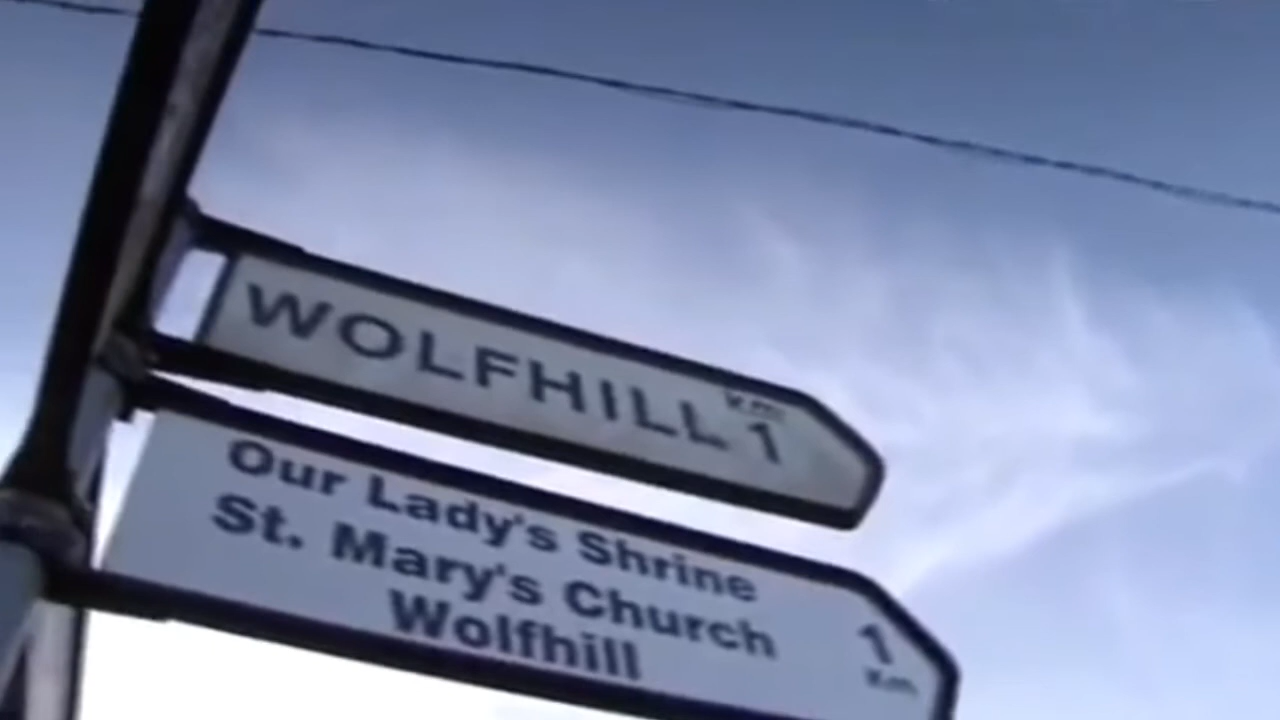 WOLFHILL km 1
Our Lady's Shrine
St. Mary's Church
Wolfhill
1
Km